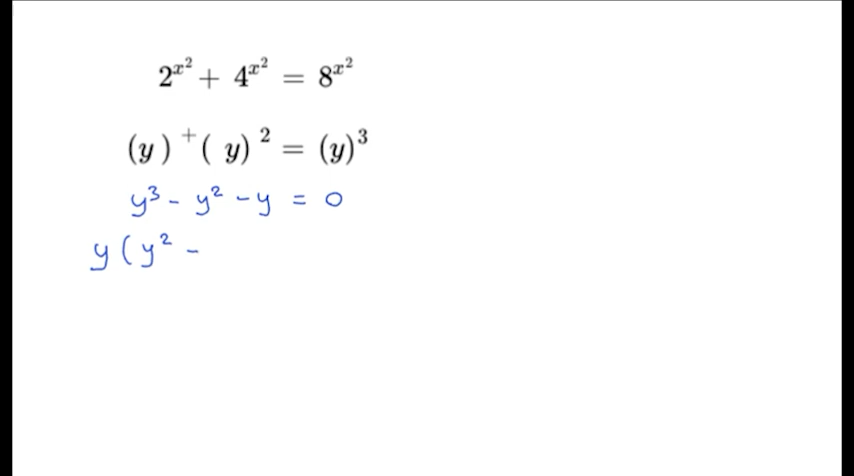 2^{x^2} + 4^{x^2} = 8^{x^2}
(y) + (y)^2 = (y)^3
y^3 - y^2 - y = 0
y(y^2 -